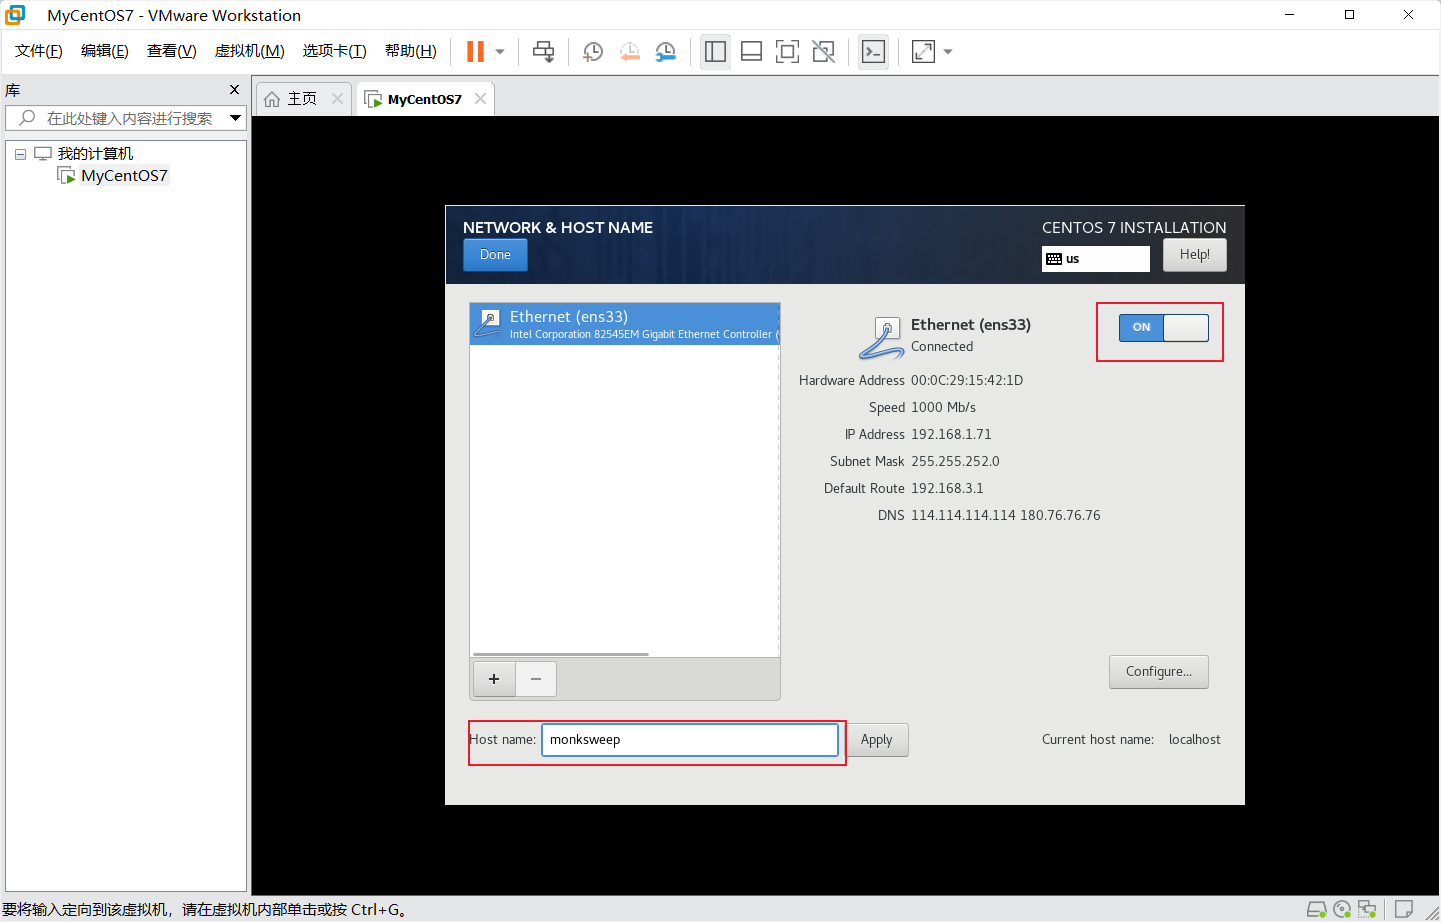 MyCentOS7 - VMware Workstation
文件(F) 编辑(E) 查看(V) 虚拟机(M) 选项卡(T) 帮助(H)
库
在此处键入内容进行搜索
我的计算机
MyCentOS7
主页
MyCentOS7
NETWORK & HOST NAME
Done
CENTOS 7 INSTALLATION
us
Help!
Ethernet (ens33)
Intel Corporation 82545EM Gigabit Ethernet Controller (
Ethernet (ens33)
Connected
ON
Hardware Address 00:0C:29:15:42:1D
Speed 1000 Mb/s
IP Address 192.168.1.71
Subnet Mask 255.255.252.0
Default Route 192.168.3.1
DNS 114.114.114.114 180.76.76.76
+ −
Configure...
Host name: monksweep
Apply
Current host name: localhost
要将输入定向到该虚拟机，请在虚拟机内部单击或按 Ctrl+G。